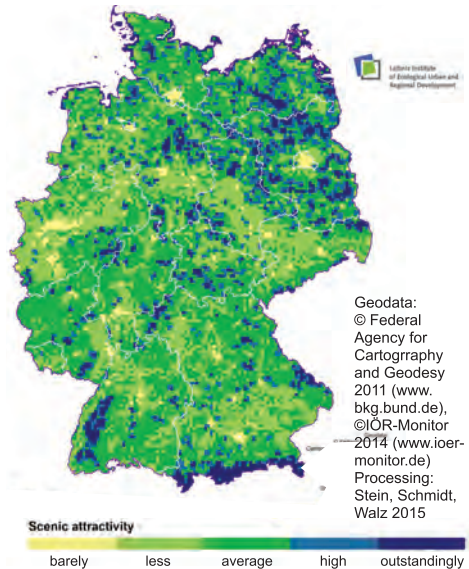 Leibniz Institute
of Ecological Urban and
Regional Development
Geodata:
© Federal
Agency for
Cartography
and Geodesy
2011 (www.
bkg.bund.de),
©IÖR-Monitor
2014 (www.ioer-
monitor.de)
Processing:
Stein, Schmidt,
Walz 2015
Scenic attractivity
barely less average high outstandingly